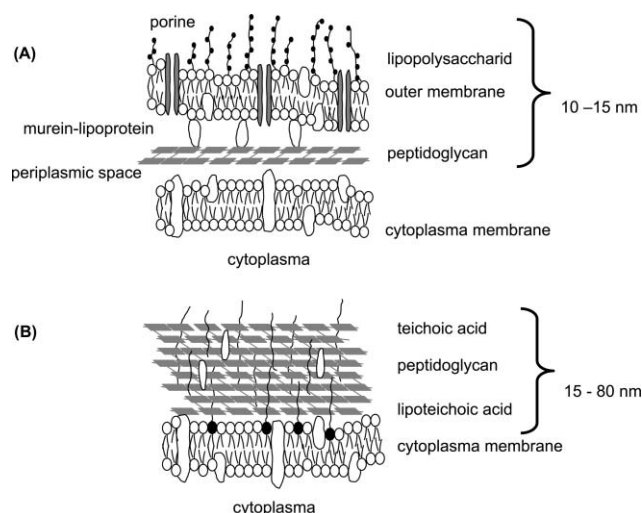 porine
(A)
lipopolysaccharid
outer membrane
10 –15 nm
murein-lipoprotein
peptidoglycan
periplasmic space
cytoplasma membrane
cytoplasma
(B)
teichoic acid
peptidoglycan
15 - 80 nm
lipoteichoic acid
cytoplasma membrane
cytoplasma